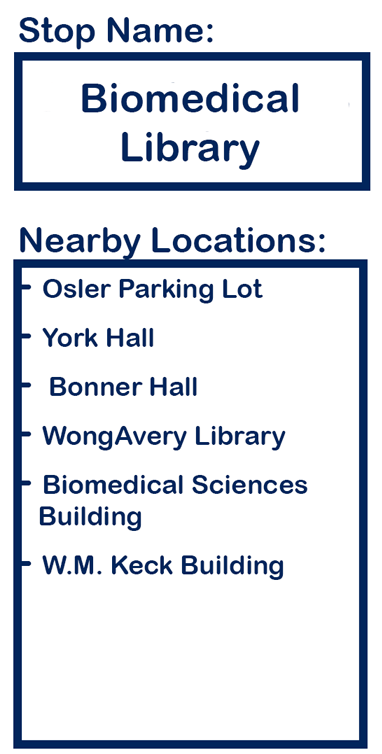 Stop Name:
Biomedical
Library
Nearby Locations:
- Osler Parking Lot
- York Hall
- Bonner Hall
- WongAvery Library
- Biomedical Sciences
Building
- W.M. Keck Building